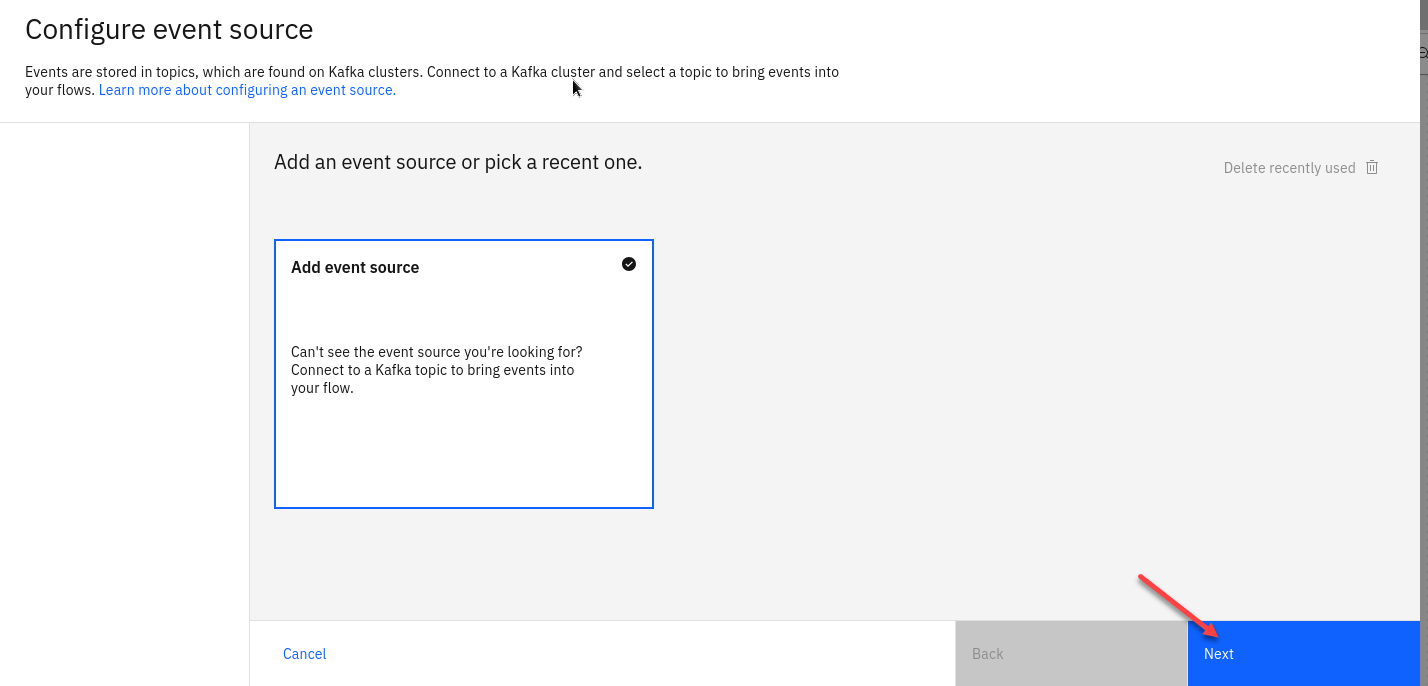 Configure event source
Events are stored in topics, which are found on Kafka clusters. Connect to a Kafka cluster and select a topic to bring events into
your flows. Learn more about configuring an event source.
Add an event source or pick a recent one.
Delete recently used
Add event source
Can't see the event source you're looking for?
Connect to a Kafka topic to bring events into
your flow.
Cancel
Back
Next